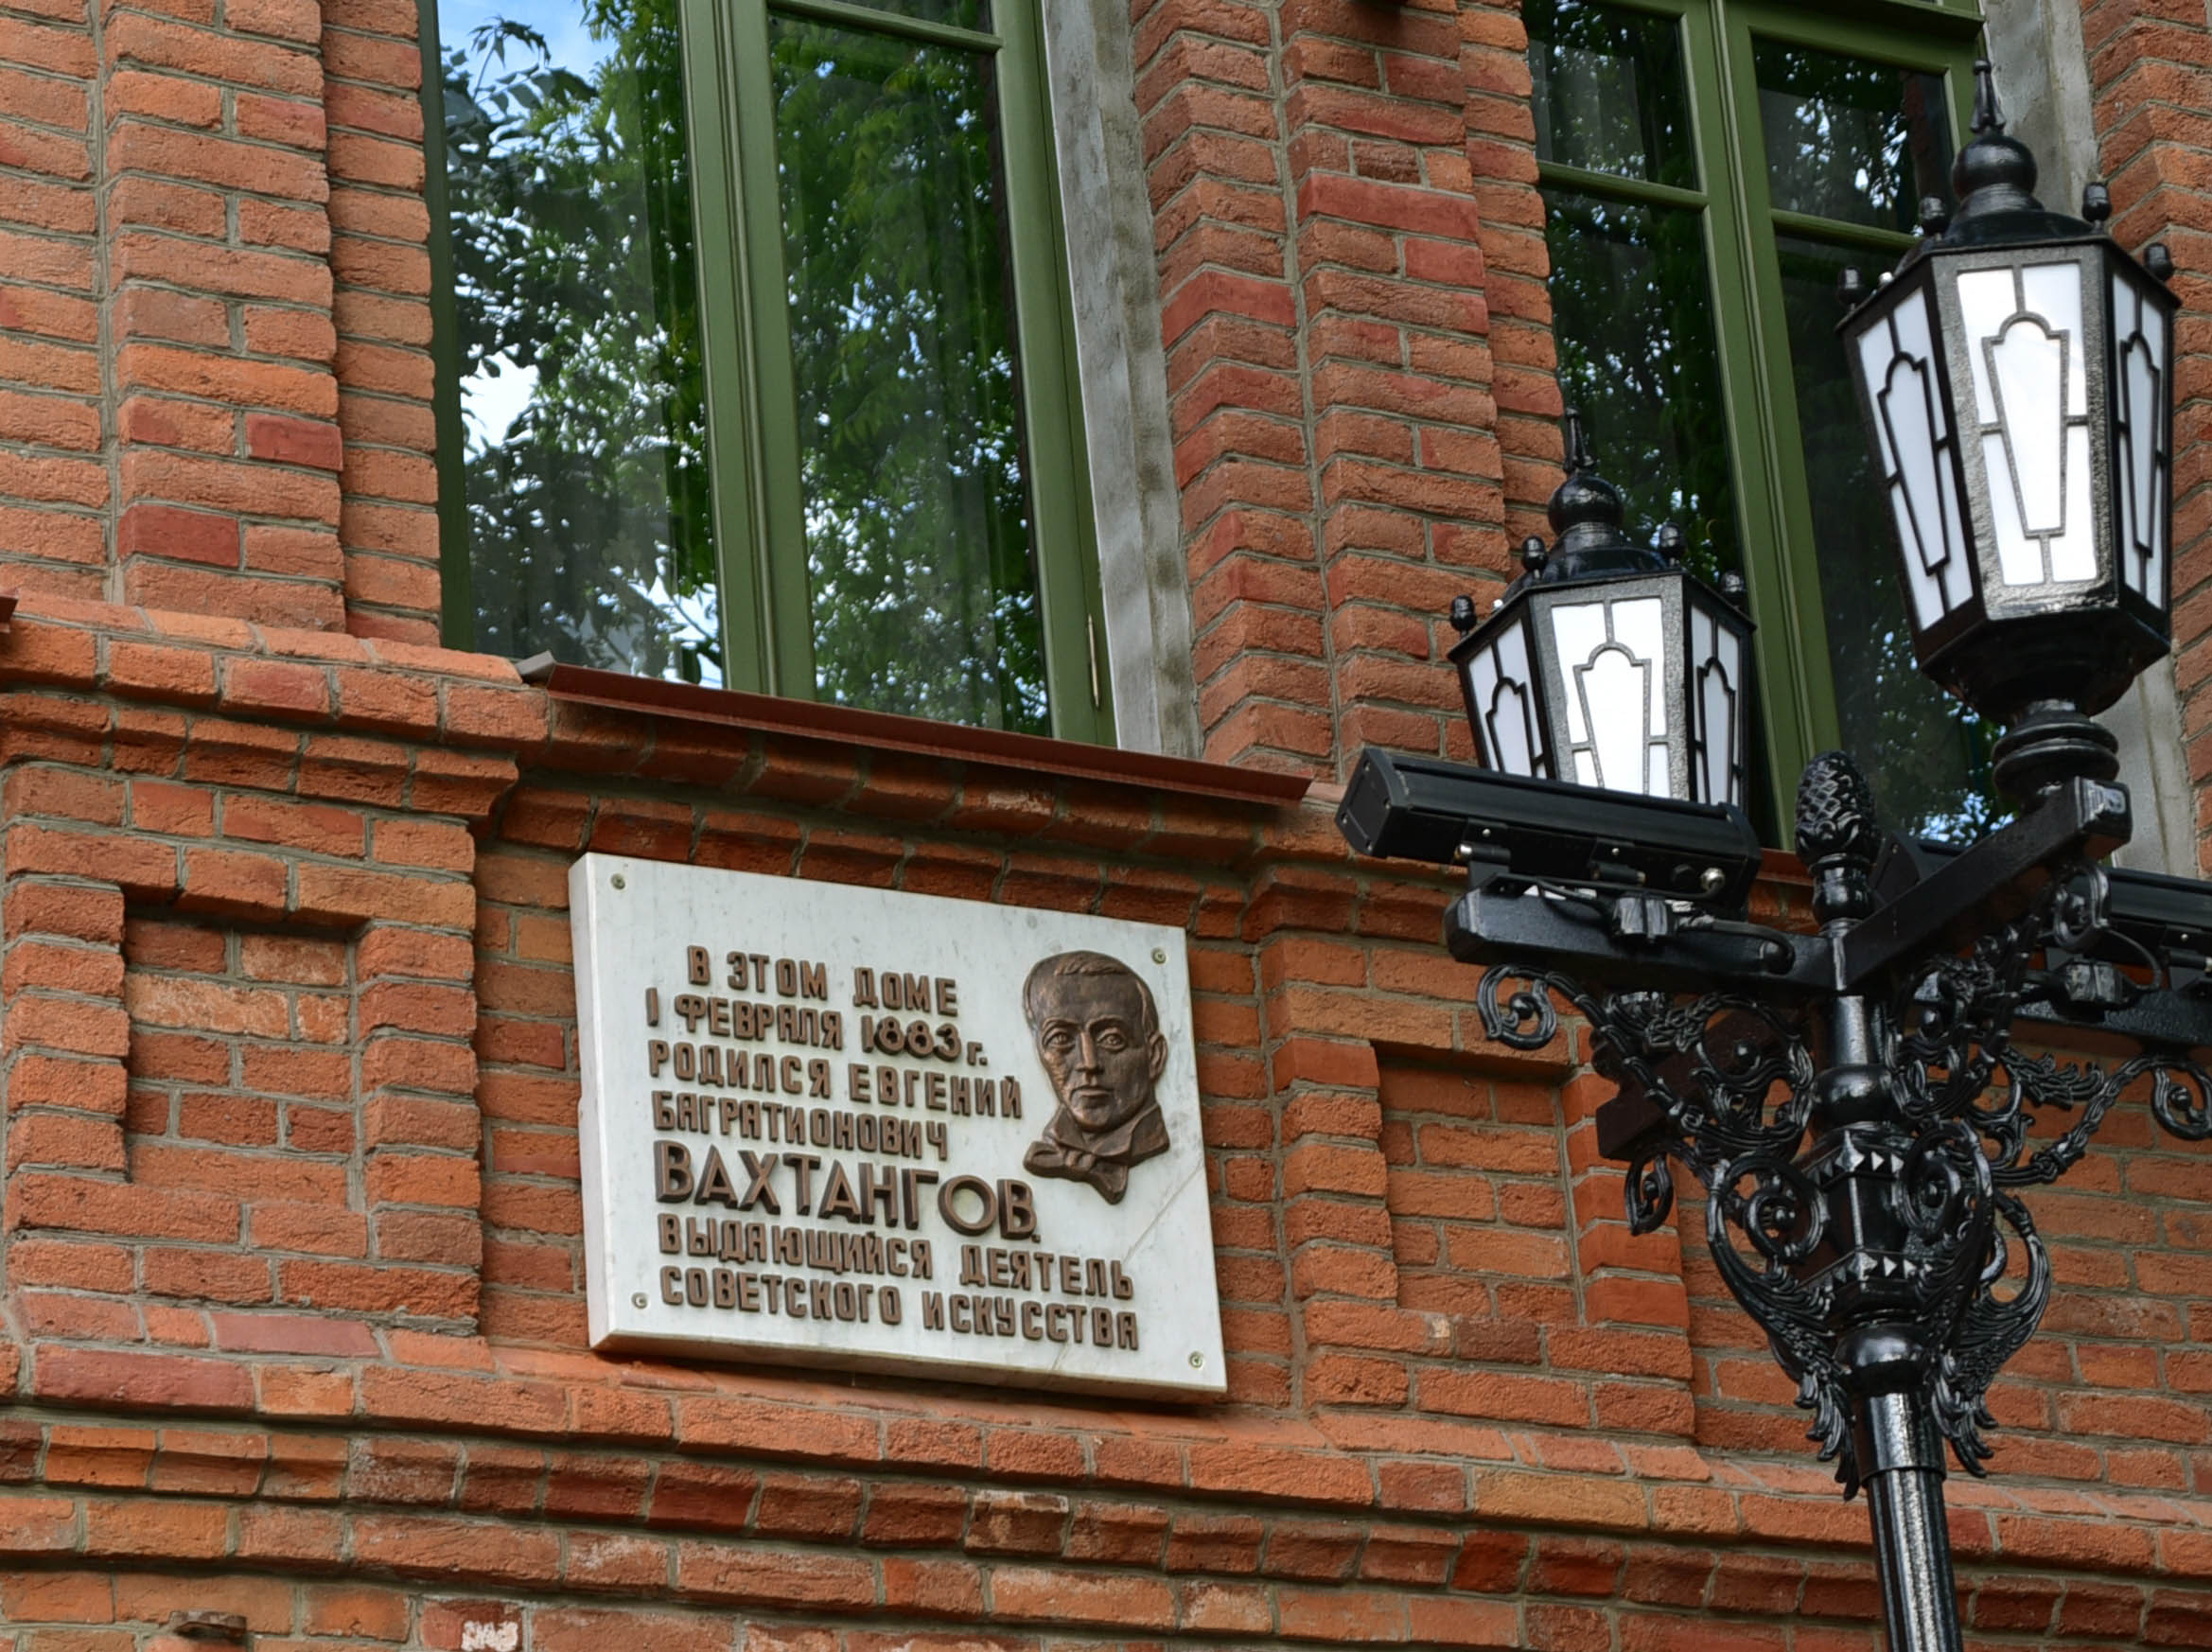 В ЭТОМ ДОМЕ
1 ФЕВРАЛЯ 1883 г.
РОДИЛСЯ ЕВГЕНИЙ
БАГРАТИОНОВИЧ
ВАХТАНГОВ.
ВЫДАЮЩИЙСЯ ДЕЯТЕЛЬ
СОВЕТСКОГО ИСКУССТВА